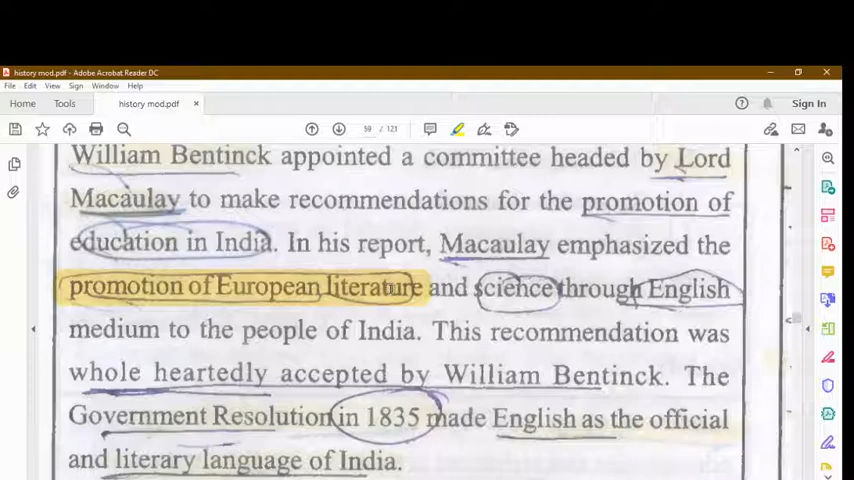 history mod.pdf - Adobe Acrobat Reader DC
File Edit View Sign Window Help
Home Tools history mod.pdf × Sign In
59 / 121
William Bentinck appointed a committee headed by Lord
Macaulay to make recommendations for the promotion of
education in India. In his report, Macaulay emphasized the
promotion of European literature and science through English
medium to the people of India. This recommendation was
whole heartedly accepted by William Bentinck. The
Government Resolution in 1835 made English as the official
and literary language of India.